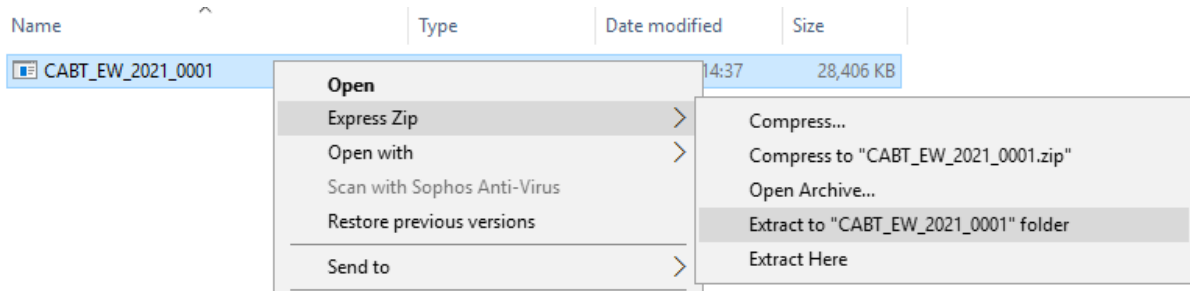 Name Type Date modified Size
CABT_EW_2021_0001 14:37 28,406 KB
Open
Express Zip
Open with
Scan with Sophos Anti-Virus
Restore previous versions
Send to
Compress...
Compress to "CABT_EW_2021_0001.zip"
Open Archive...
Extract to "CABT_EW_2021_0001" folder
Extract Here